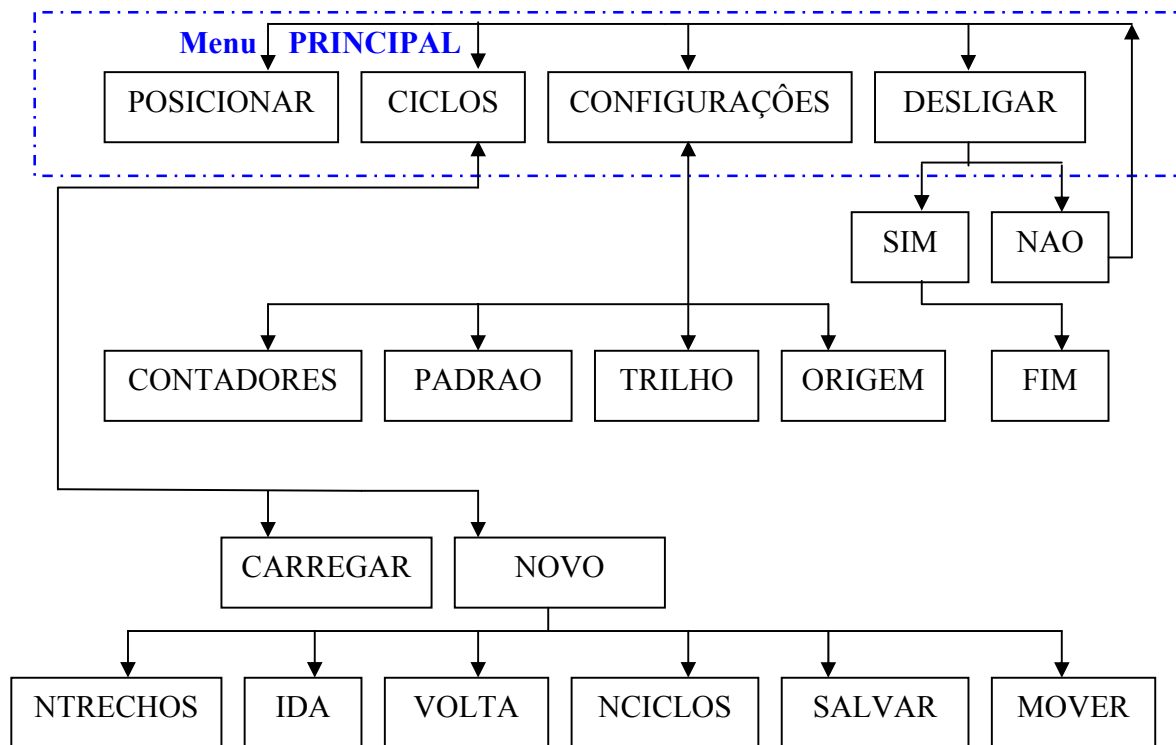 Menu PRINCIPAL
POSICIONAR CICLOS CONFIGURAÇÔES DESLIGAR
SIM NAO
CONTADORES PADRAO TRILHO ORIGEM FIM
CARREGAR NOVO
NTRECHOS IDA VOLTA NCICLOS SALVAR MOVER